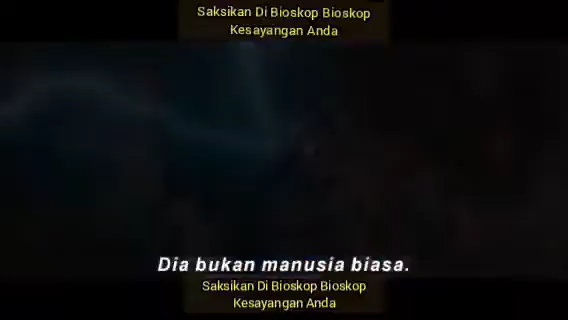 Saksikan Di Bioskop Bioskop
Kesayangan Anda
Dia bukan manusia biasa.
Saksikan Di Bioskop Bioskop
Kesayangan Anda